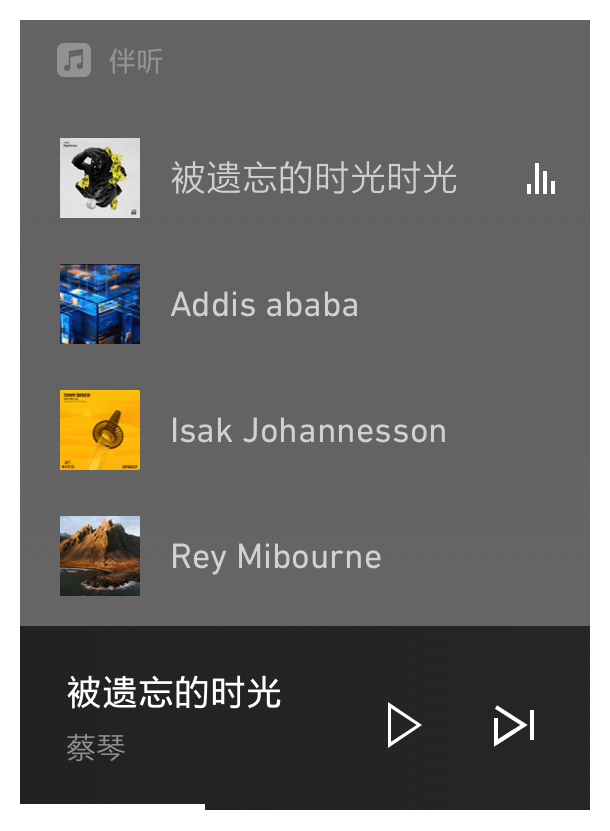 伴听
被遗忘的时光时光
Addis ababa
Isak Johannesson
Rey Mibourne
被遗忘的时光
蔡琴